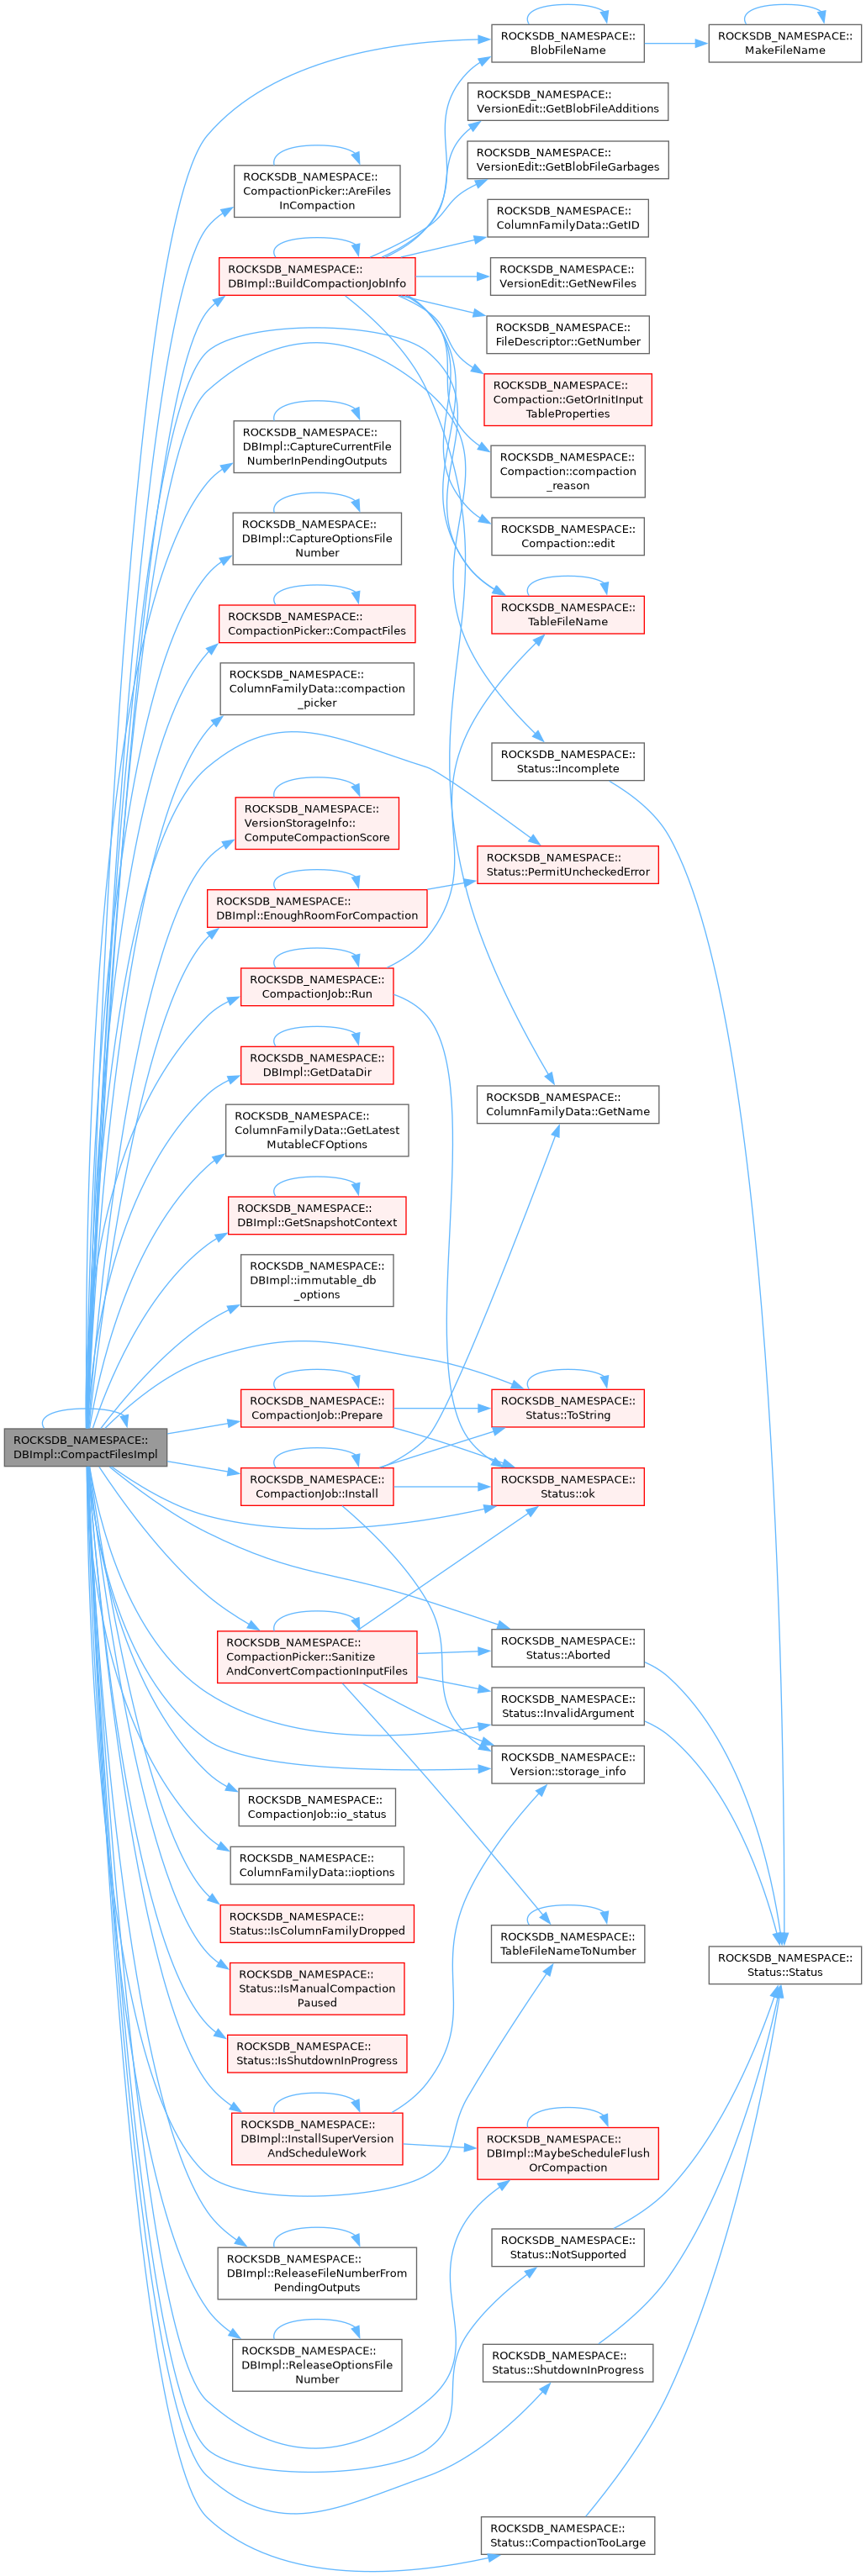 ROCKSDB_NAMESPACE::
DBImpl::CompactFilesImpl
ROCKSDB_NAMESPACE::
CompactionPicker::AreFiles
InCompaction
ROCKSDB_NAMESPACE::
DBImpl::BuildCompactionJobInfo
ROCKSDB_NAMESPACE::
DBImpl::CaptureCurrentFile
NumberInPendingOutputs
ROCKSDB_NAMESPACE::
DBImpl::CaptureOptionsFile
Number
ROCKSDB_NAMESPACE::
CompactionPicker::CompactFiles
ROCKSDB_NAMESPACE::
ColumnFamilyData::compaction
_picker
ROCKSDB_NAMESPACE::
VersionStorageInfo::
ComputeCompactionScore
ROCKSDB_NAMESPACE::
DBImpl::EnoughRoomForCompaction
ROCKSDB_NAMESPACE::
CompactionJob::Run
ROCKSDB_NAMESPACE::
DBImpl::GetDataDir
ROCKSDB_NAMESPACE::
ColumnFamilyData::GetLatest
MutableCFOptions
ROCKSDB_NAMESPACE::
DBImpl::GetSnapshotContext
ROCKSDB_NAMESPACE::
DBImpl::immutable_db
_options
ROCKSDB_NAMESPACE::
CompactionJob::Prepare
ROCKSDB_NAMESPACE::
CompactionJob::Install
ROCKSDB_NAMESPACE::
CompactionPicker::Sanitize
AndConvertCompactionInputFiles
ROCKSDB_NAMESPACE::
CompactionJob::io_status
ROCKSDB_NAMESPACE::
ColumnFamilyData::ioptions
ROCKSDB_NAMESPACE::
Status::IsColumnFamilyDropped
ROCKSDB_NAMESPACE::
Status::IsManualCompaction
Paused
ROCKSDB_NAMESPACE::
Status::IsShutdownInProgress
ROCKSDB_NAMESPACE::
DBImpl::InstallSuperVersion
AndScheduleWork
ROCKSDB_NAMESPACE::
DBImpl::ReleaseFileNumberFrom
PendingOutputs
ROCKSDB_NAMESPACE::
DBImpl::ReleaseOptionsFile
Number
ROCKSDB_NAMESPACE::
BlobFileName
ROCKSDB_NAMESPACE::
VersionEdit::GetBlobFileAdditions
ROCKSDB_NAMESPACE::
VersionEdit::GetBlobFileGarbages
ROCKSDB_NAMESPACE::
ColumnFamilyData::GetID
ROCKSDB_NAMESPACE::
VersionEdit::GetNewFiles
ROCKSDB_NAMESPACE::
FileDescriptor::GetNumber
ROCKSDB_NAMESPACE::
Compaction::GetOrInitInput
TableProperties
ROCKSDB_NAMESPACE::
Compaction::compaction
_reason
ROCKSDB_NAMESPACE::
Compaction::edit
ROCKSDB_NAMESPACE::
TableFileName
ROCKSDB_NAMESPACE::
Status::Incomplete
ROCKSDB_NAMESPACE::
Status::PermitUncheckedError
ROCKSDB_NAMESPACE::
ColumnFamilyData::GetName
ROCKSDB_NAMESPACE::
Status::ToString
ROCKSDB_NAMESPACE::
Status::ok
ROCKSDB_NAMESPACE::
Status::Aborted
ROCKSDB_NAMESPACE::
Status::InvalidArgument
ROCKSDB_NAMESPACE::
Version::storage_info
ROCKSDB_NAMESPACE::
TableFileNameToNumber
ROCKSDB_NAMESPACE::
DBImpl::MaybeScheduleFlush
OrCompaction
ROCKSDB_NAMESPACE::
Status::NotSupported
ROCKSDB_NAMESPACE::
Status::ShutdownInProgress
ROCKSDB_NAMESPACE::
Status::CompactionTooLarge
ROCKSDB_NAMESPACE::
MakeFileName
ROCKSDB_NAMESPACE::
Status::Status